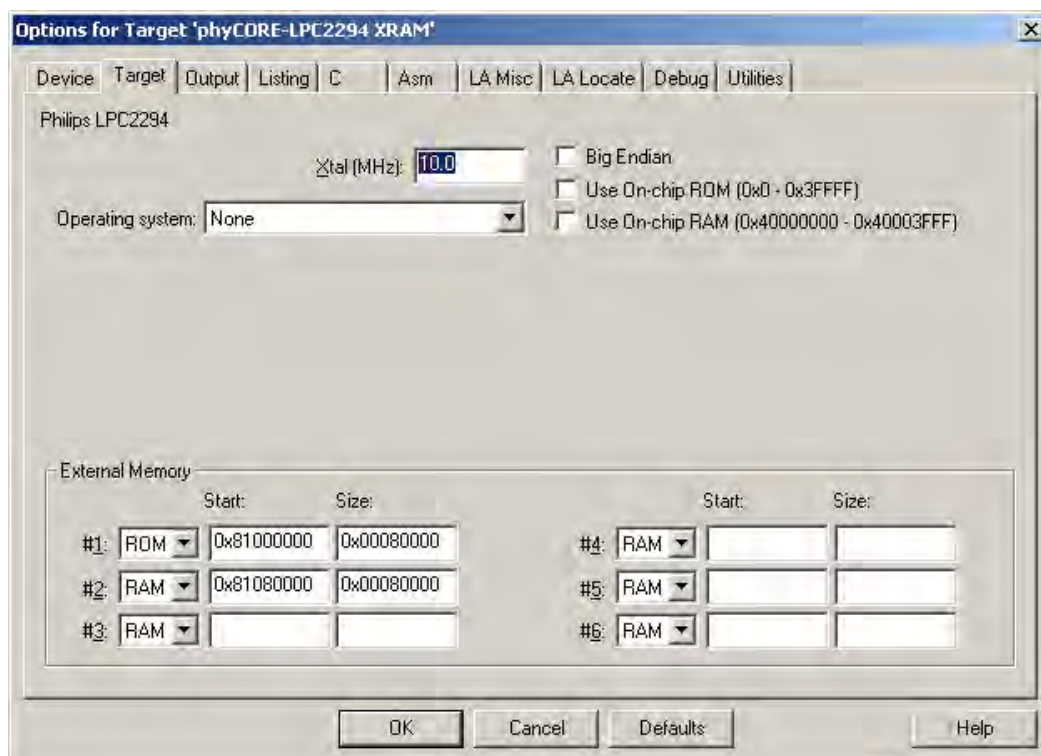 Options for Target 'phyCORE-LPC2294 XRAM'
Device Target Output Listing C Asm LA Misc LA Locate Debug Utilities
Philips LPC2294
Xtal (MHz): 10.0
Big Endian
Use On-chip ROM (0x0 - 0x3FFFF)
Operating system: None
Use On-chip RAM (0x40000000 - 0x40003FFF)
External Memory
Start: Size: Start: Size:
#1: ROM 0x81000000 0x00080000 #4: RAM
#2: RAM 0x81080000 0x00080000 #5: RAM
#3: RAM #6: RAM
OK Cancel Defaults Help